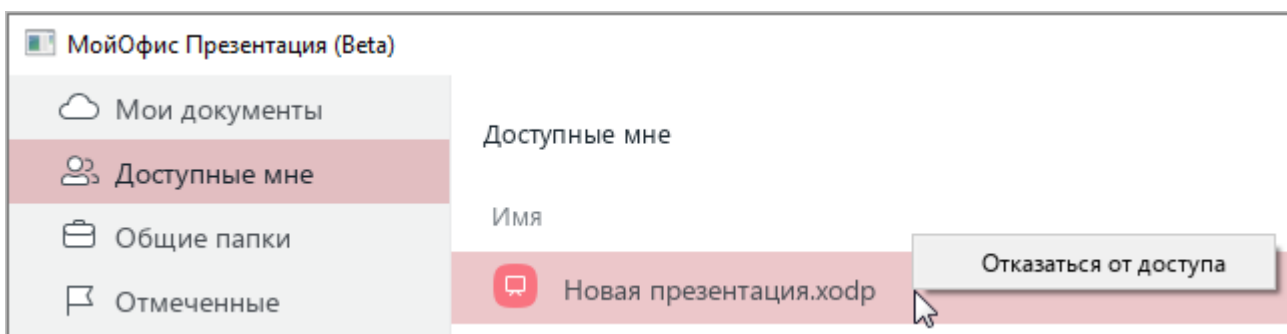 МойОфис Презентация (Beta)
Мои документы
Доступные мне
Общие папки
Отмеченные
Доступные мне
Имя
Новая презентация.xodp
Отказаться от доступа